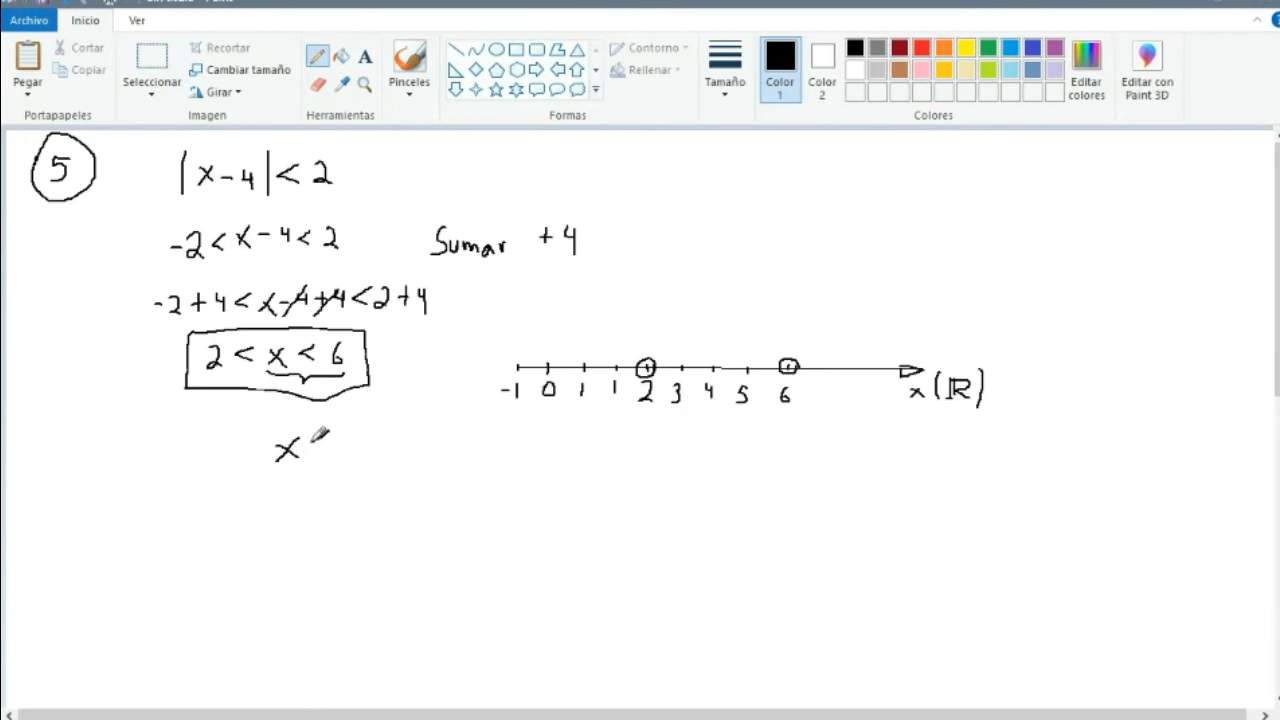 Archivo Inicio Ver
Pegar
Cortar
Copiar
Portapapeles
Seleccionar
Recortar
Cambiar tamaño
Girar
Imagen
A
Herramientas
Pinceles
Contorno
Rellenar
Formas
Tamaño
Color 1
Color 2
Editar colores
Colores
Editar con Paint 3D
5
|x-4|<2
-2<x-4<2 Sumar +4
-2+4<x-4+4<2+4
2<x<6
-1 0 1 1 2 3 4 5 6 x(ℝ)
x